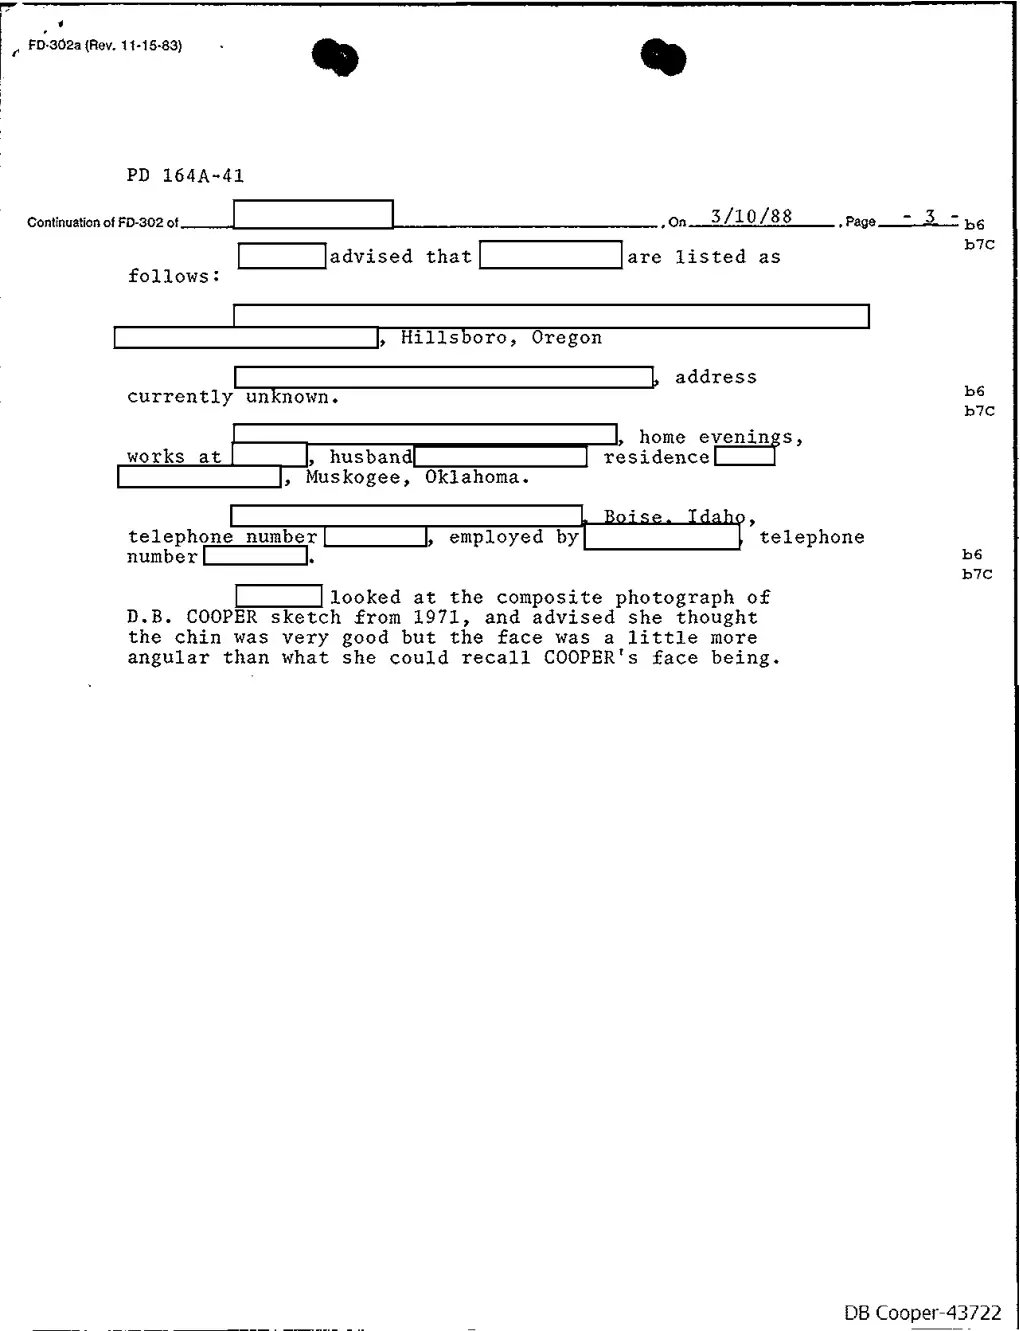 FD-302a (Rev. 11-15-83)
PD 164A-41
Continuation of FD-302 of , On 3/10/88 , Page - 3 - b6
b7C
advised that are listed as
follows:
, Hillsboro, Oregon
, address
currently unknown.
b6
b7C
, home evenings,
works at , husband residence
, Muskogee, Oklahoma.
, Boise, Idaho,
telephone number , employed by , telephone
number .
b6
b7C
looked at the composite photograph of
D.B. COOPER sketch from 1971, and advised she thought
the chin was very good but the face was a little more
angular than what she could recall COOPER's face being.
DB Cooper-43722